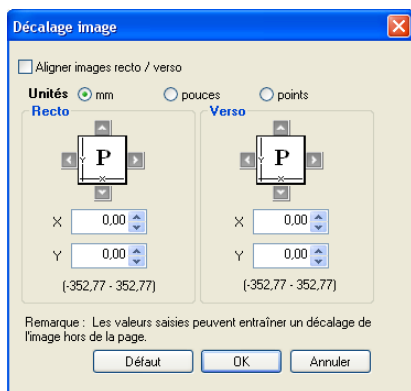 Décalage image
Aligner images recto / verso
Unités mm pouces points
Recto Verso
P P
Y Y
X X
X 0,00 X 0,00
Y 0,00 Y 0,00
(-352,77 - 352,77) (-352,77 - 352,77)
Remarque : Les valeurs saisies peuvent entraîner un décalage de
l'image hors de la page.
Défaut OK Annuler